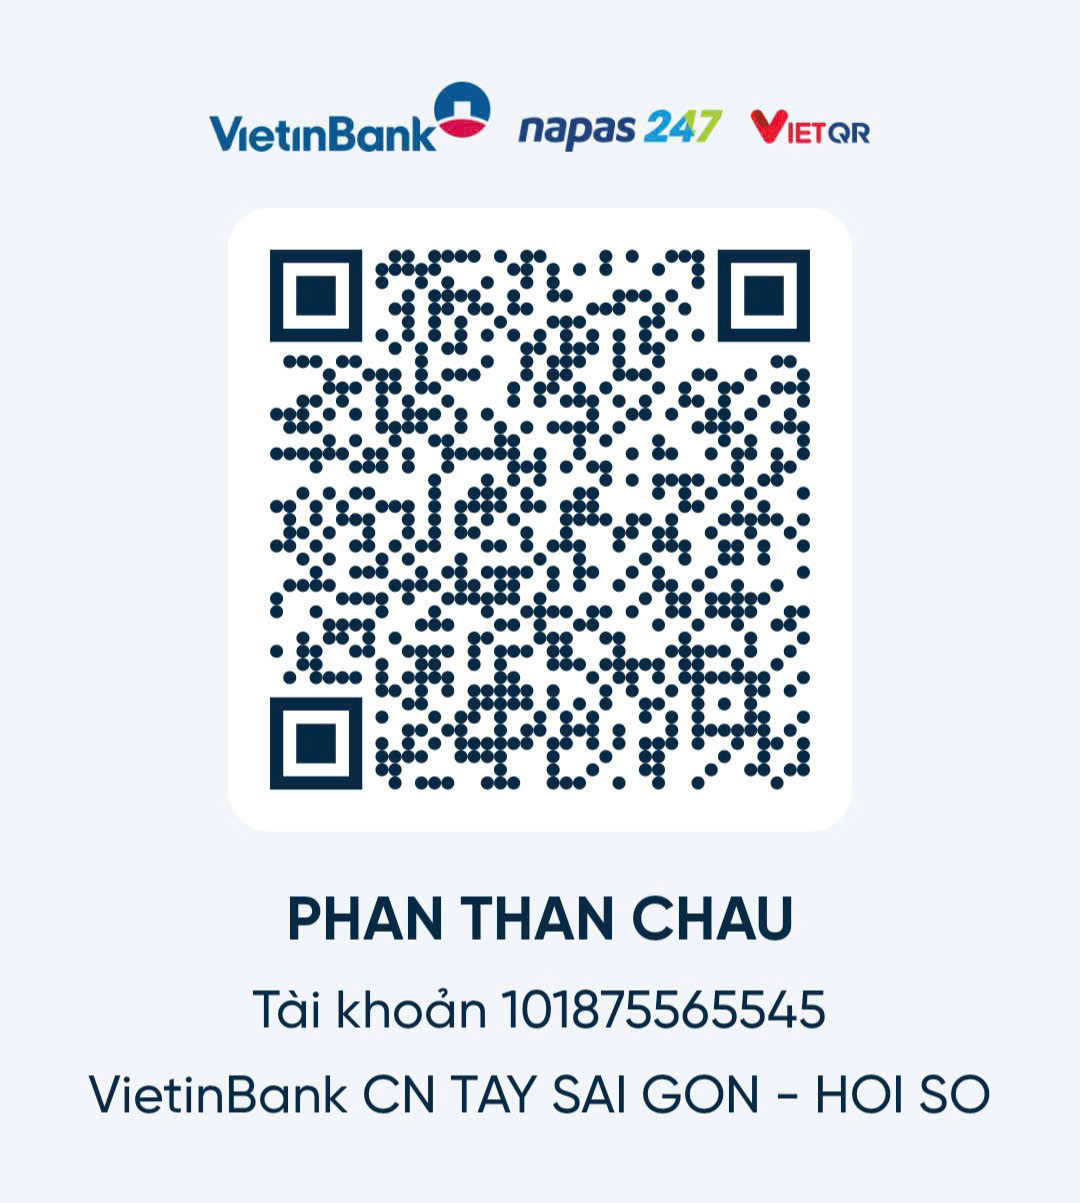 VIETINBank napas 247 VIETQR
PHAN THAN CHAU
Tài khoản 101875565545
VietinBank CN TAY SAI GON - HOI SO